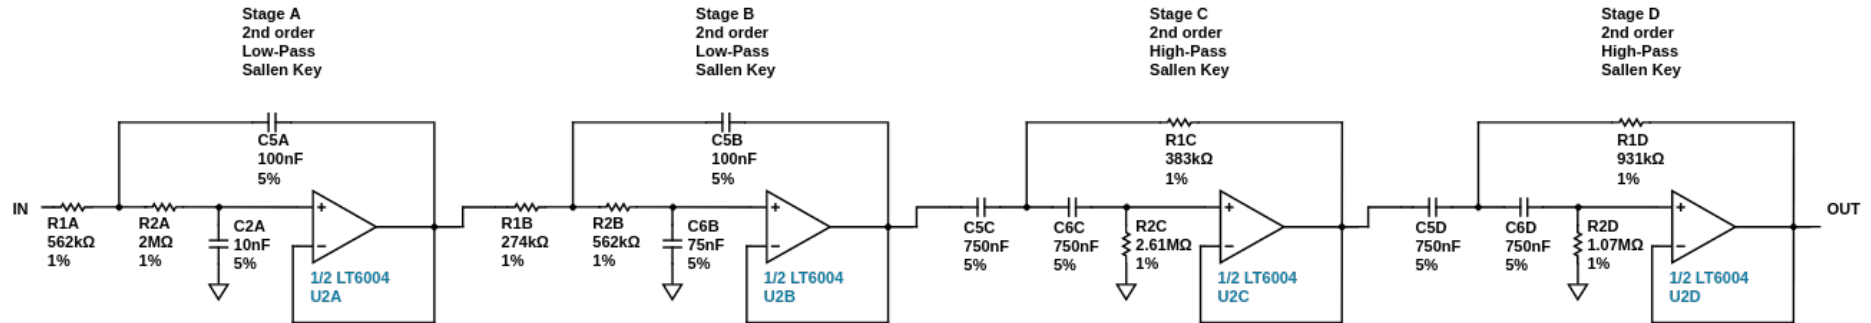 Stage A
2nd order
Low-Pass
Sallen Key
Stage B
2nd order
Low-Pass
Sallen Key
Stage C
2nd order
High-Pass
Sallen Key
Stage D
2nd order
High-Pass
Sallen Key
C5A
100nF
5%
C5B
100nF
5%
R1C
383kΩ
1%
R1D
931kΩ
1%
IN
R1A
562kΩ
1%
R2A
2MΩ
1%
C2A
10nF
5%
+
−
1/2 LT6004
U2A
R1B
274kΩ
1%
R2B
562kΩ
1%
C6B
75nF
5%
+
−
1/2 LT6004
U2B
C5C
750nF
5%
C6C
750nF
5%
R2C
2.61MΩ
1%
+
−
1/2 LT6004
U2C
C5D
750nF
5%
C6D
750nF
5%
R2D
1.07MΩ
1%
+
−
1/2 LT6004
U2D
OUT